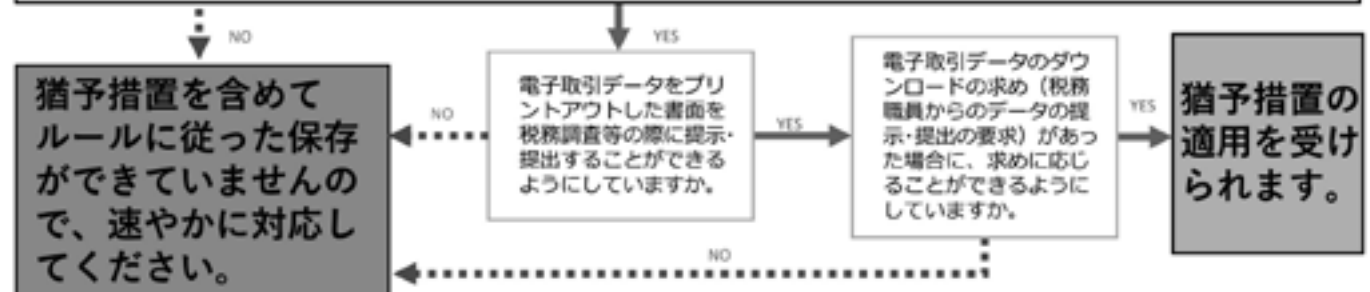 NO
YES
猶予措置を含めて
ルールに従った保存
ができていませんの
で、速やかに対応し
てください。
NO
電子取引データをプリ
ントアウトした書面を
税務調査等の際に提示・
提出することができる
ようにしていますか。
YES
電子取引データのダウ
ンロードの求め（税務
職員からのデータの提
示・提出の要求）があっ
た場合に、求めに応じ
ることができるように
していますか。
YES
猶予措置の
適用を受け
られます。
NO